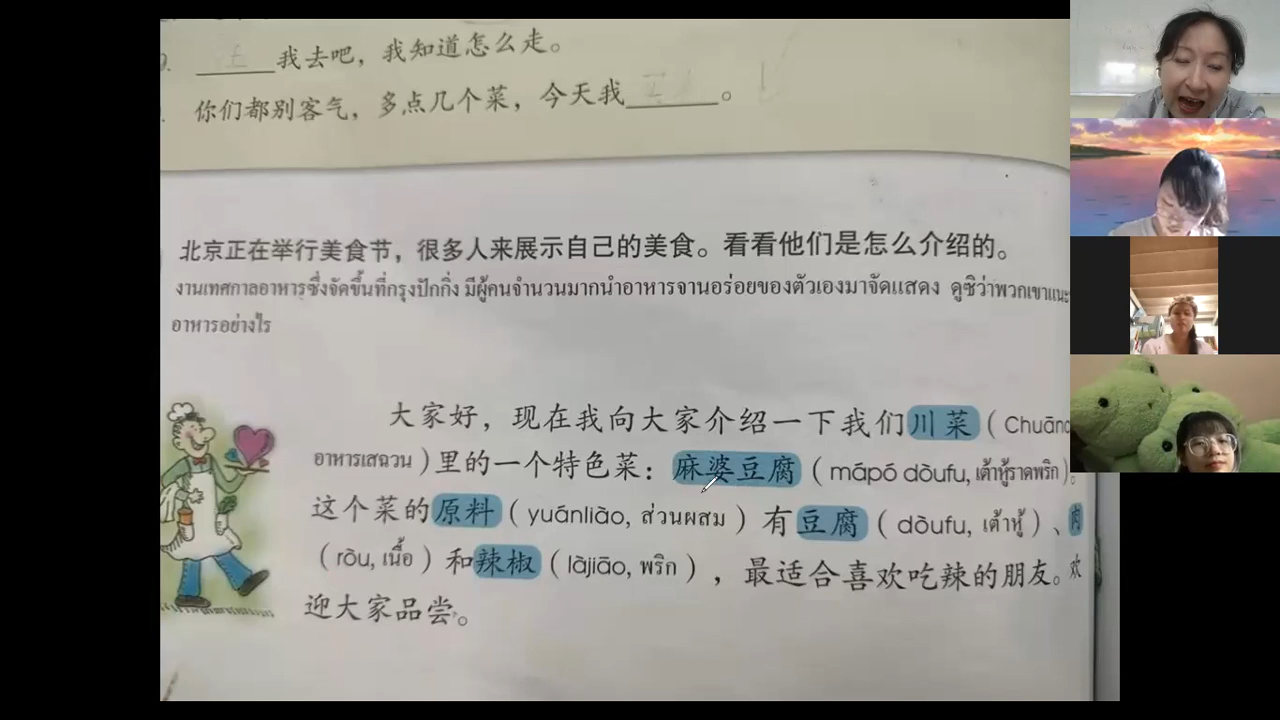 我去吧，我知道怎么走。
你们都别客气，多点几个菜，今天我______。
北京正在举行美食节，很多人来展示自己的美食。看看他们是怎么介绍的。
งานเทศกาลอาหารซึ่งจัดขึ้นที่กรุงปักกิ่ง มีผู้คนจำนวนมากนำอาหารจานอร่อยของตัวเองมาจัดแสดง ดูซิว่าพวกเขาแนะ
อาหารอย่างไร
大家好，现在我向大家介绍一下我们川菜（Chuānc
อาหารเสฉวน）里的一个特色菜：麻婆豆腐（mápó dòufu, เต้าหู้ราดพริก）。
这个菜的原料（yuánliào, ส่วนผสม）有豆腐（dòufu, เต้าหู้）、肉
（ròu, เนื้อ）和辣椒（làjiāo, พริก），最适合喜欢吃辣的朋友。欢
迎大家品尝。